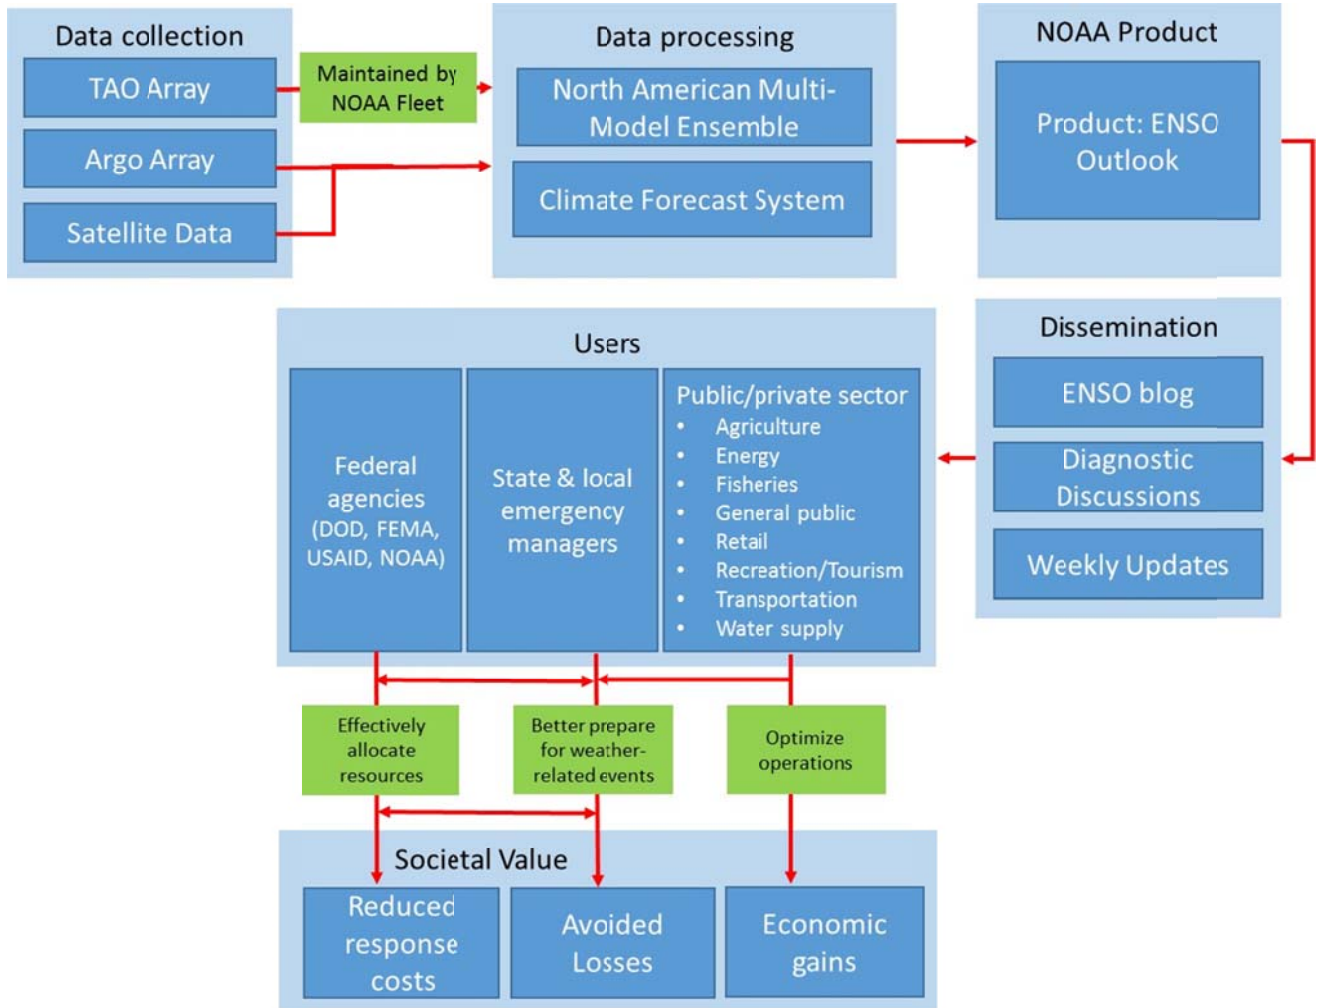 Data collection
TAO Array
Argo Array
Satellite Data
Maintained by
NOAA Fleet
Data processing
North American Multi-
Model Ensemble
Climate Forecast System
NOAA Product
Product: ENSO
Outlook
Dissemination
ENSO blog
Diagnostic
Discussions
Weekly Updates
Users
Federal
agencies
(DOD, FEMA,
USAID, NOAA)
State & local
emergency
managers
Public/private sector
• Agriculture
• Energy
• Fisheries
• General public
• Retail
• Recreation/Tourism
• Transportation
• Water supply
Effectively
allocate
resources
Better prepare
for weather-
related events
Optimize
operations
Societal Value
Reduced
response
costs
Avoided
Losses
Economic
gains